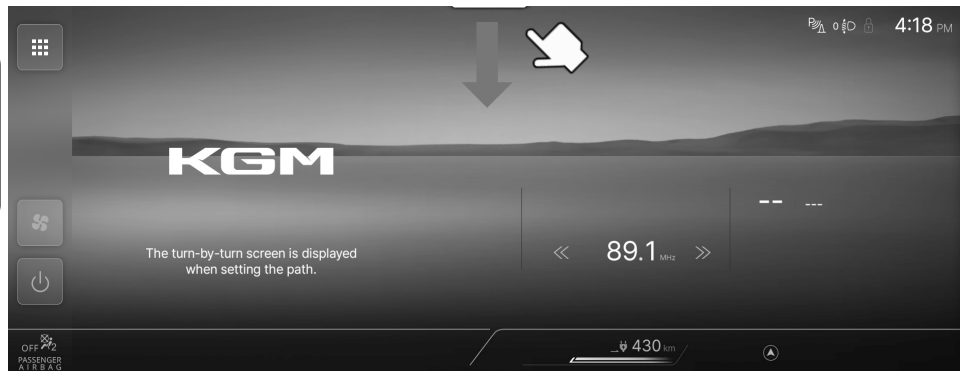 4:18 PM
KGM
-- ---
The turn-by-turn screen is displayed
when setting the path.
89.1 MHz
OFF 2
PASSENGER
AIRBAG
430 km